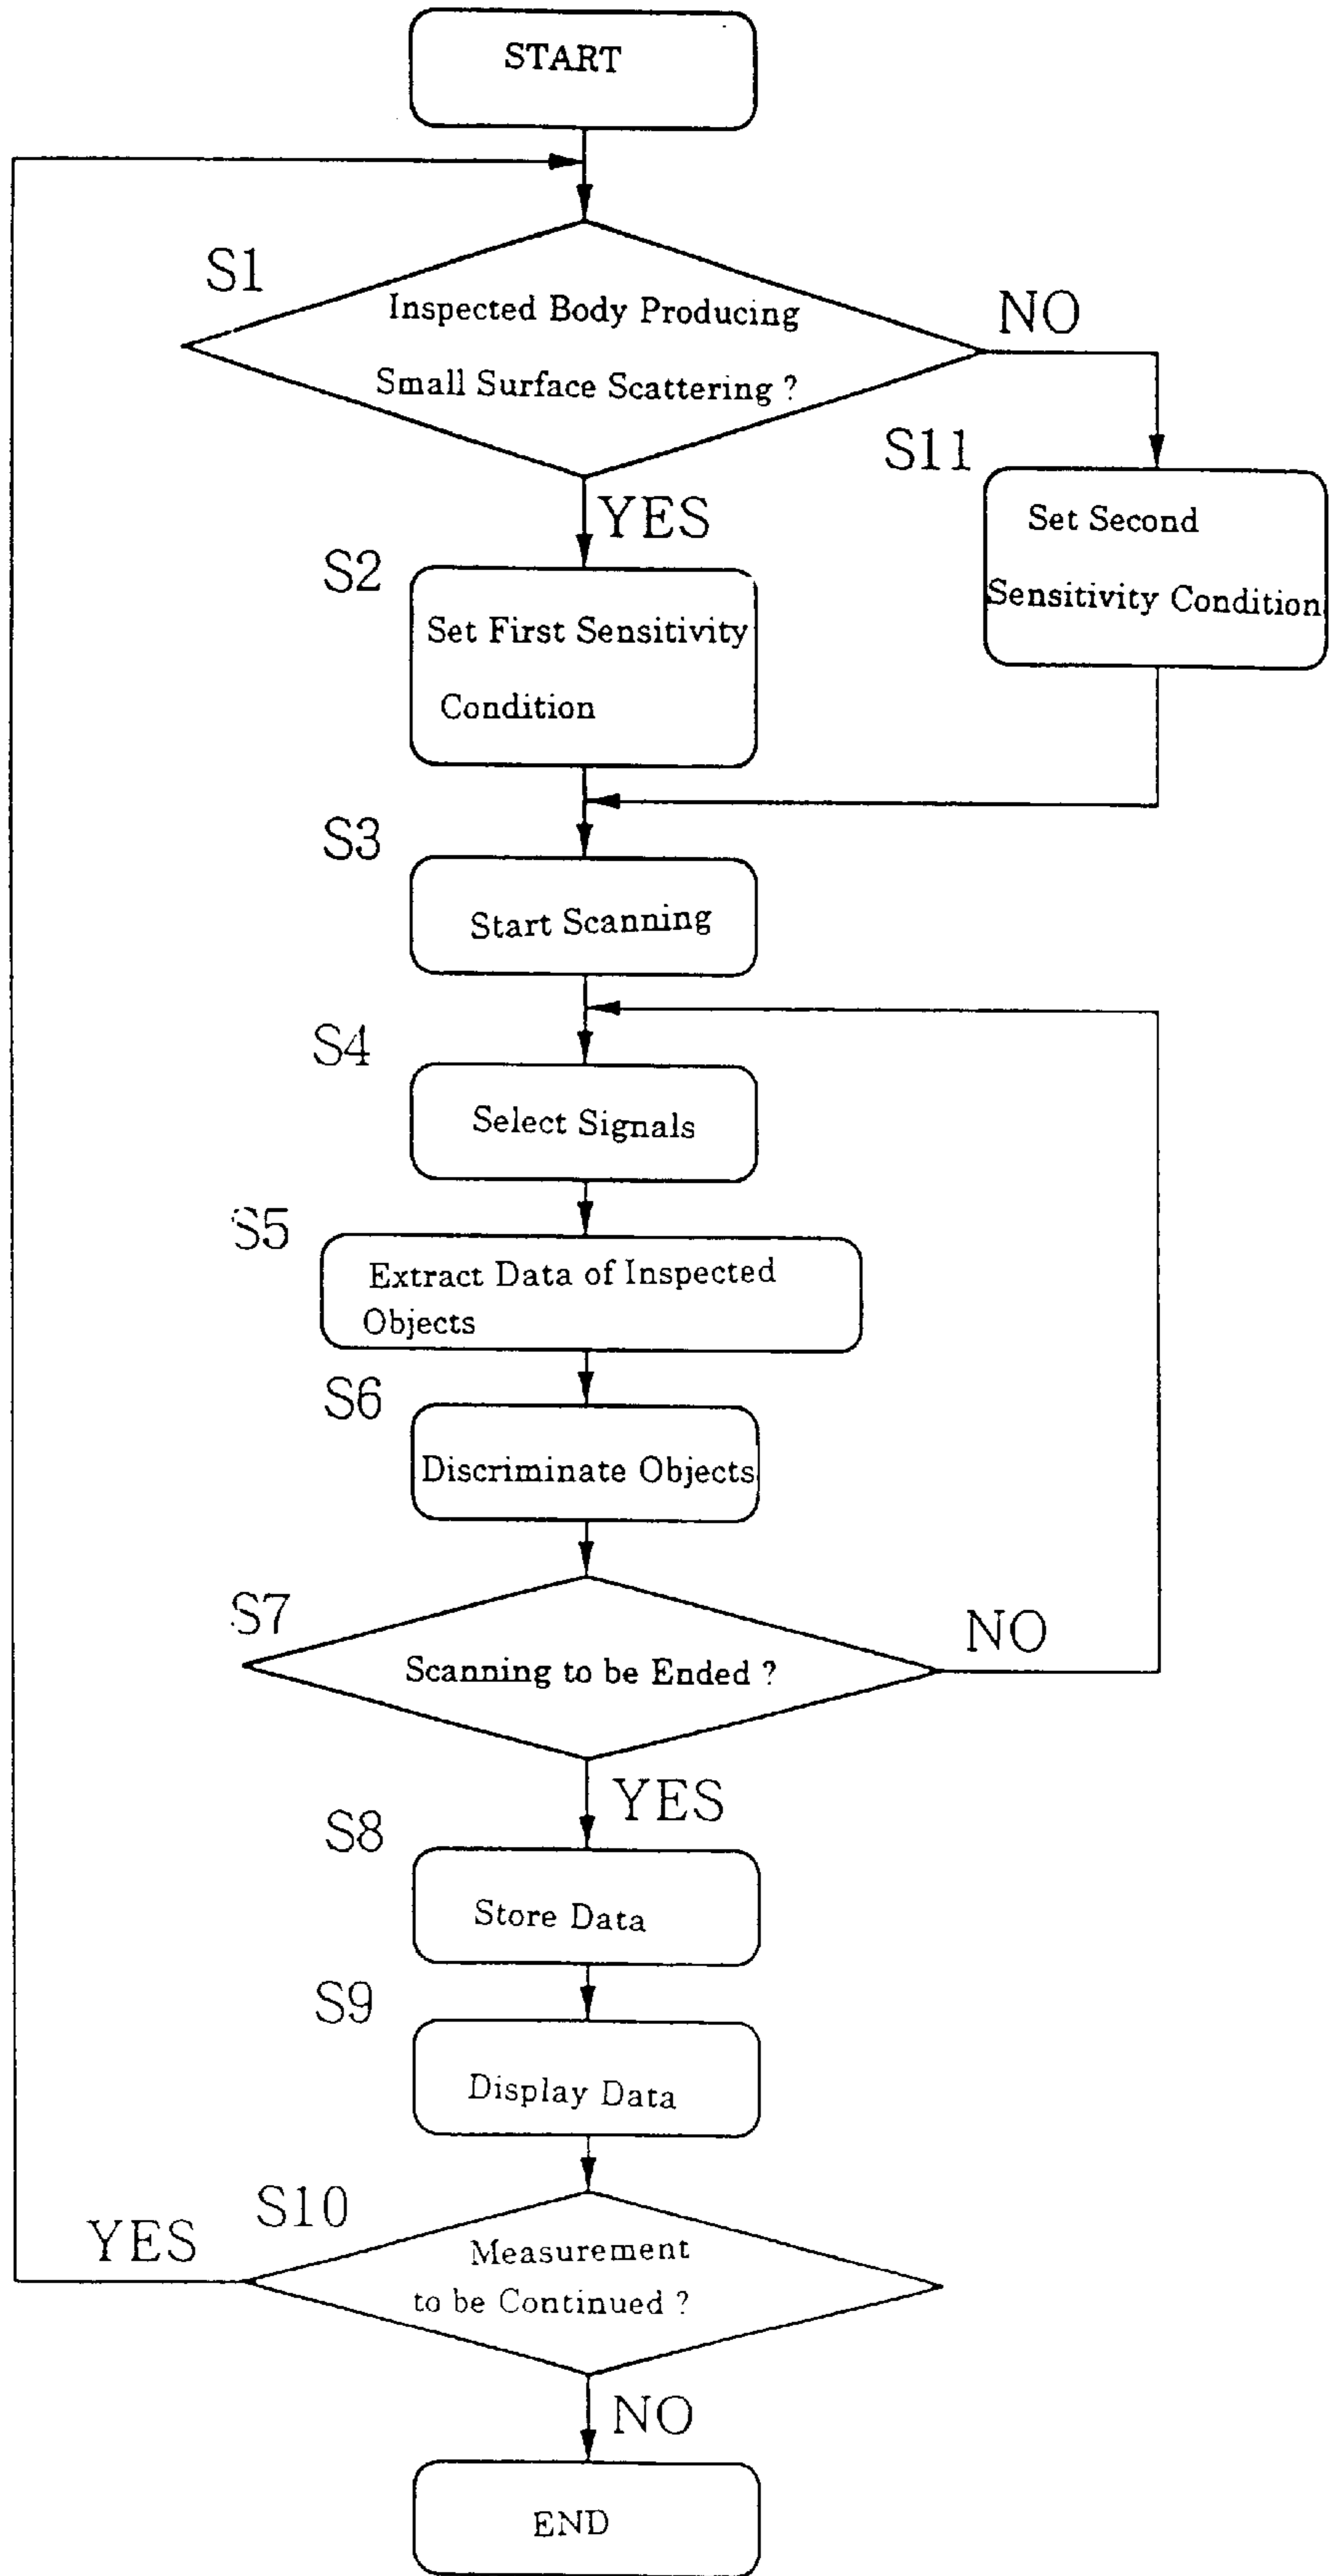 START
S1
Inspected Body Producing
Small Surface Scattering ?
NO
YES
S11
Set Second
Sensitivity Condition
S2
Set First Sensitivity
Condition
S3
Start Scanning
S4
Select Signals
S5
Extract Data of Inspected
Objects
S6
Discriminate Objects
S7
Scanning to be Ended ?
NO
YES
S8
Store Data
S9
Display Data
S10
YES
Measurement
to be Continued ?
NO
END